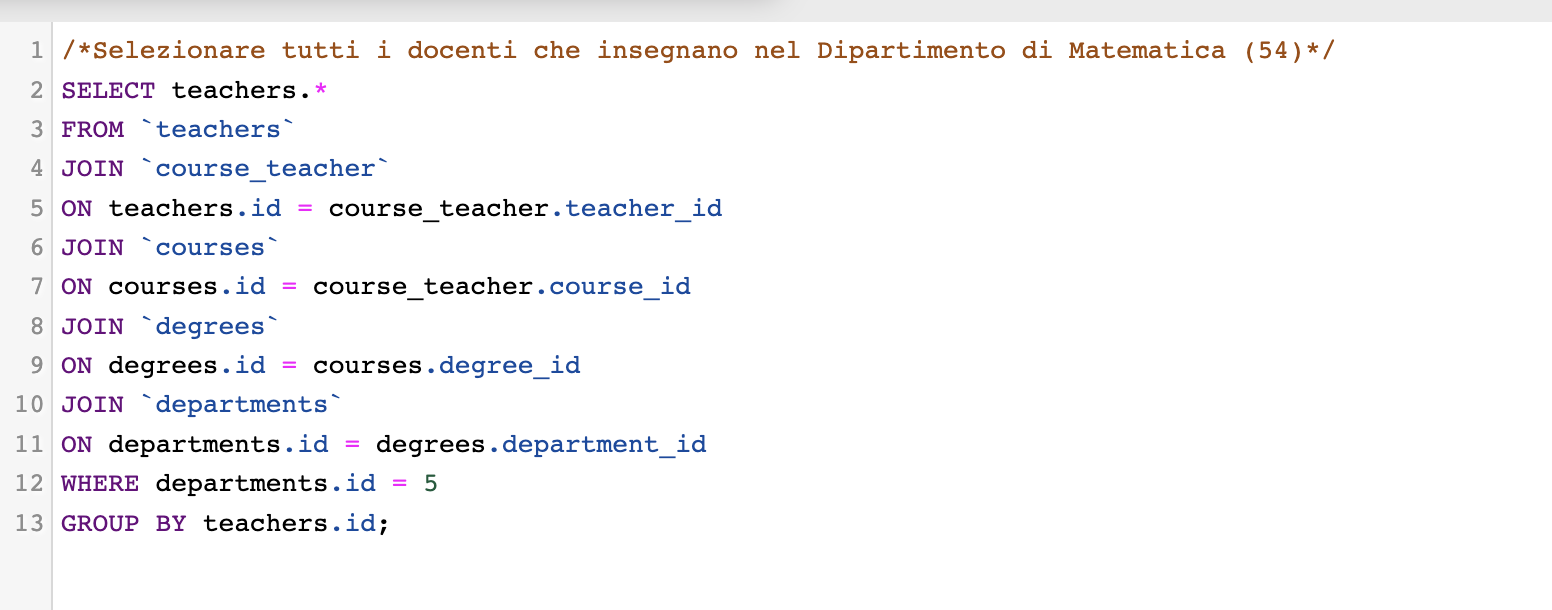 1 /*Selezionare tutti i docenti che insegnano nel Dipartimento di Matematica (54)*/
2 SELECT teachers.*
3 FROM `teachers`
4 JOIN `course_teacher`
5 ON teachers.id = course_teacher.teacher_id
6 JOIN `courses`
7 ON courses.id = course_teacher.course_id
8 JOIN `degrees`
9 ON degrees.id = courses.degree_id
10 JOIN `departments`
11 ON departments.id = degrees.department_id
12 WHERE departments.id = 5
13 GROUP BY teachers.id;